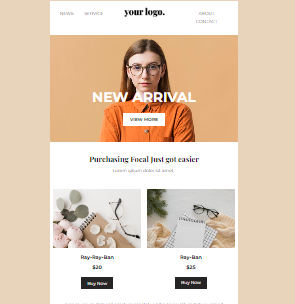 NEWS SERVICE your logo. ABOUT
CONTACT
NEW ARRIVAL
VIEW MORE
Purchasing Focal Just got easier
Lorem ipsum dolor sit amet,
Ray-Ray-Ban
$20
Buy Now
Ray-Ban
$25
Buy Now